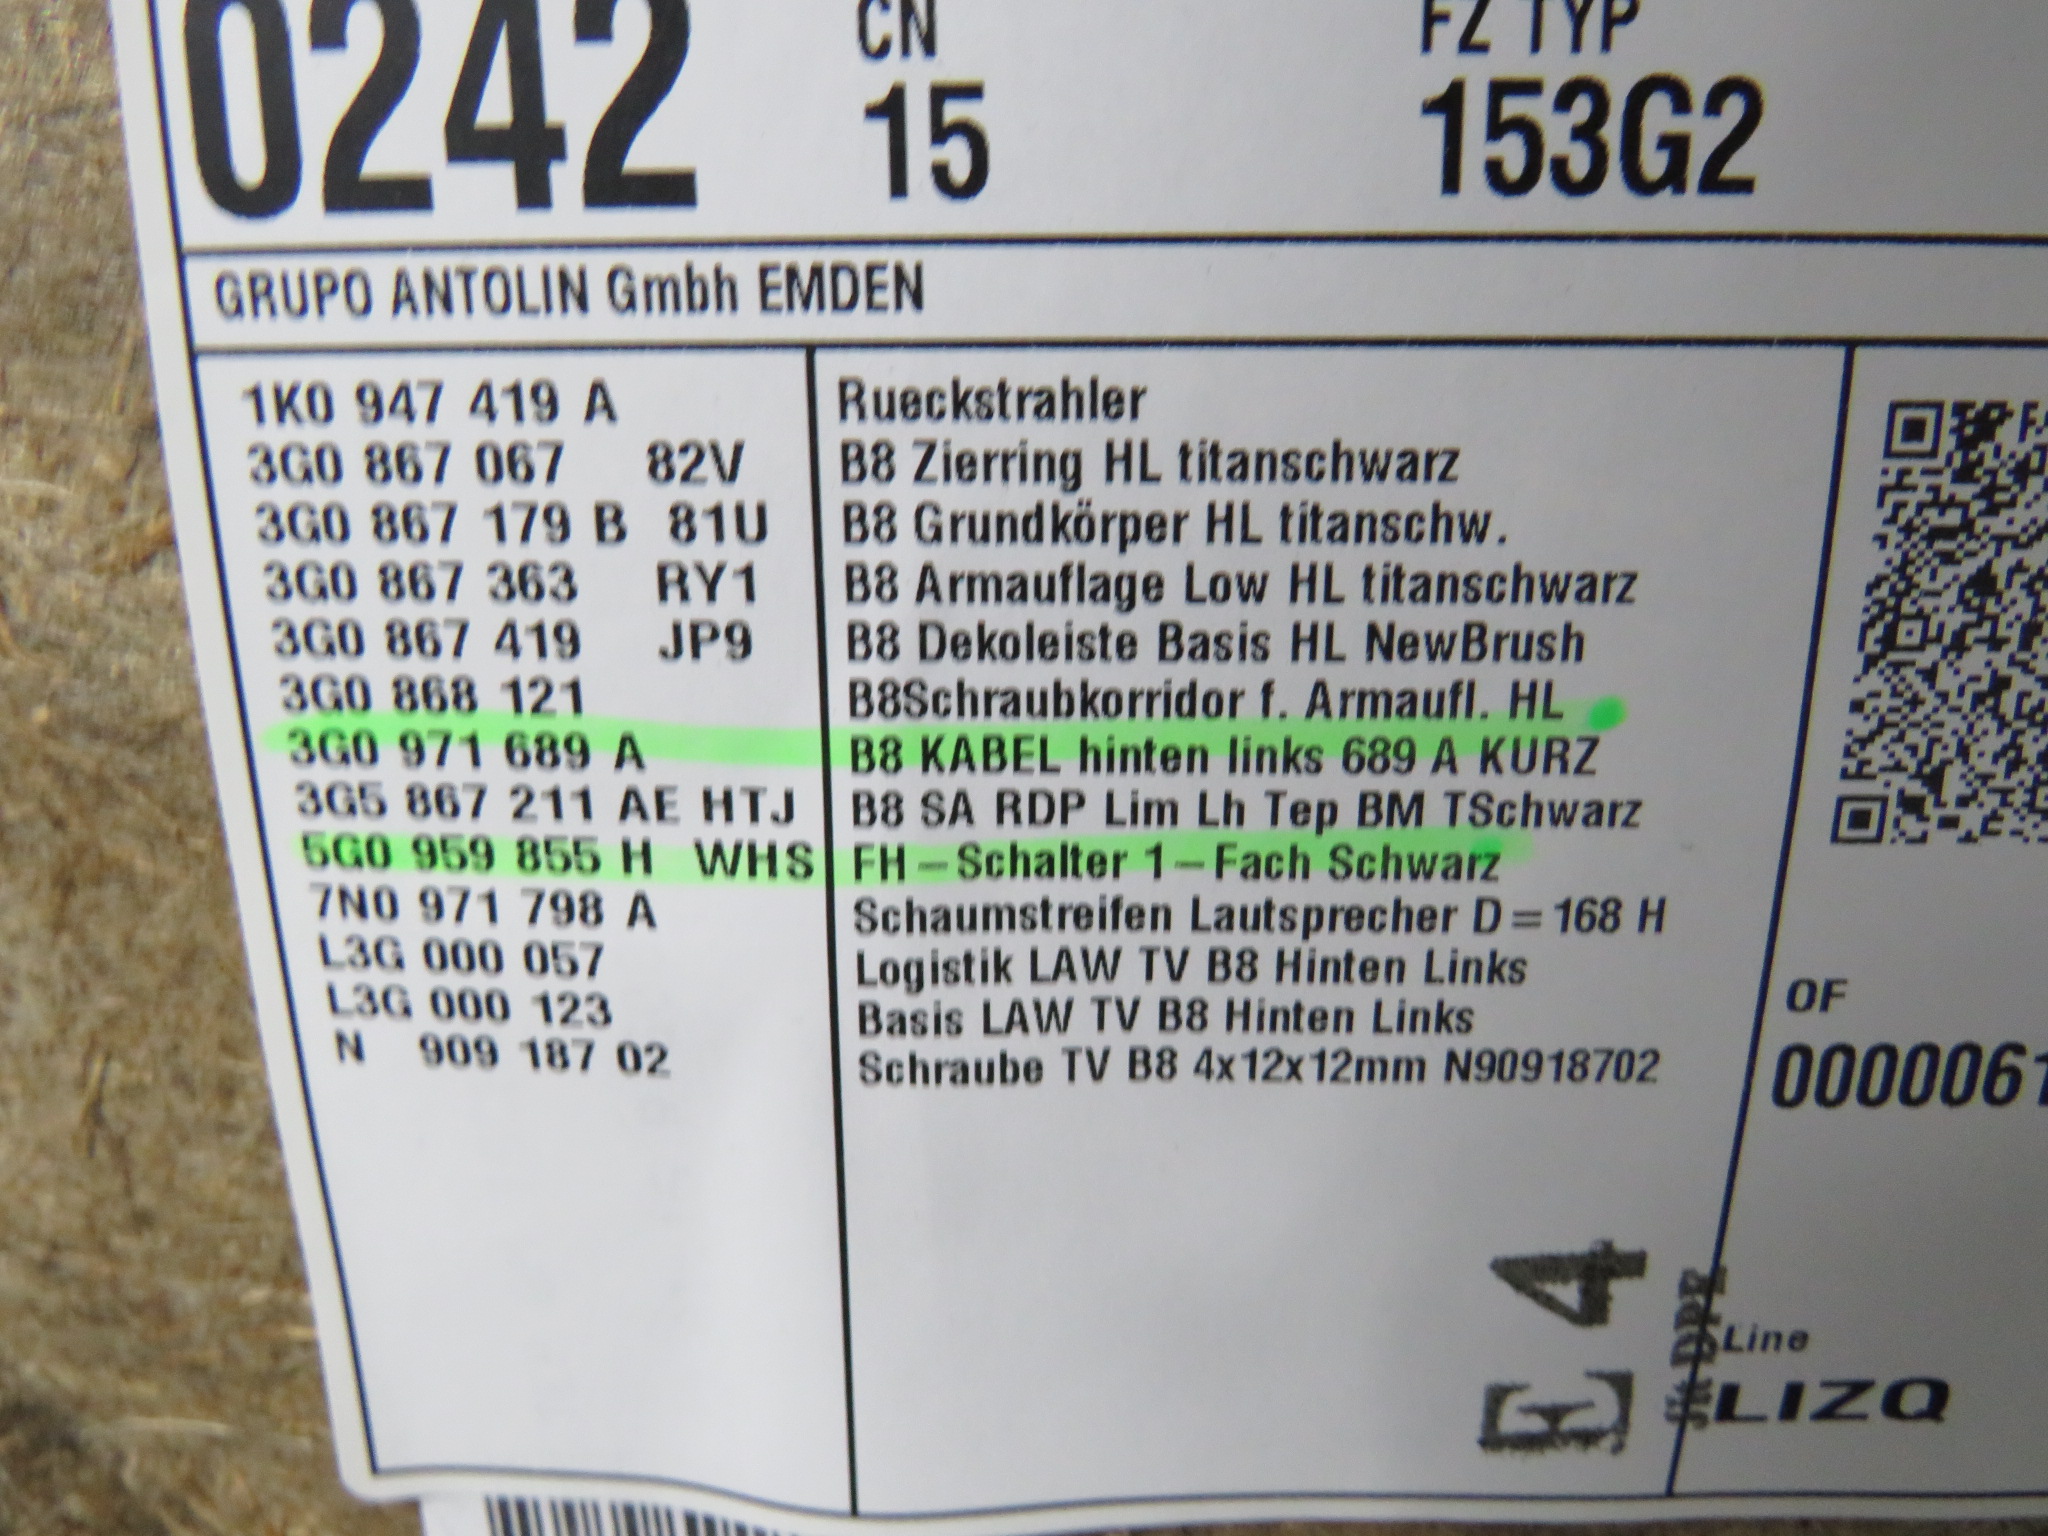 0242 CN FZ TYP
15 153G2
GRUPO ANTOLIN Gmbh EMDEN
1K0 947 419 A Rueckstrahler
3G0 867 067 82V B8 Zierring HL titanschwarz
3G0 867 179 B 81U B8 Grundkörper HL titanschw.
3G0 867 363 RY1 B8 Armauflage Low HL titanschwarz
3G0 867 419 JP9 B8 Dekoleiste Basis HL NewBrush
3G0 868 121 B8Schraubkorridor f. Armaufl. HL
3G0 971 689 A B8 KABEL hinten links 689 A KURZ
3G5 867 211 AE HTJ B8 SA RDP Lim Lh Tep BM TSchwarz
5G0 959 855 H WHS FH-Schalter 1-Fach Schwarz
7N0 971 798 A Schaumstreifen Lautsprecher D=168 H
L3G 000 057 Logistik LAW TV B8 Hinten Links
L3G 000 123 Basis LAW TV B8 Hinten Links
N 909 187 02 Schraube TV B8 4x12x12mm N90918702
OF
0000061
E 4
Line
LIZQ